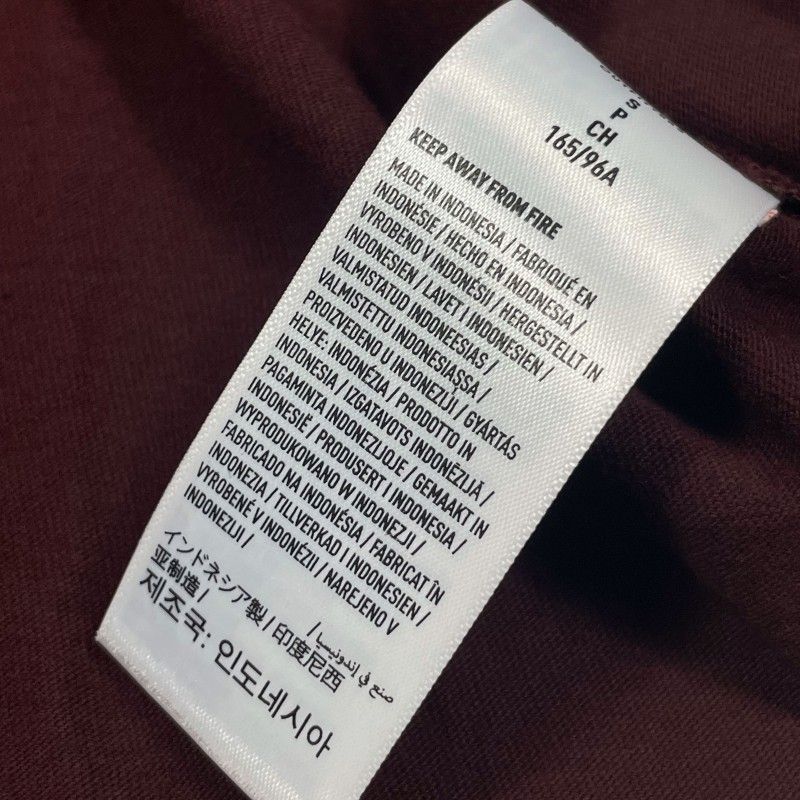 S
P
CH
165/96A
KEEP AWAY FROM FIRE
MADE IN INDONESIA / FABRIQUÉ EN
INDONESIE / HECHO EN INDONESIA /
VYROBENO V INDONÉSII / HERGESTELLT IN
INDONESIEN / LAVET I INDONESIEN /
VALMISTATUD INDONEESIAS /
VALMISTETTU INDONESIASSA /
PROIZVEDENO U INDONEZIJI / GYÁRTÁS
HELYE: INDONÉZIA / PRODOTTO IN
INDONESIA / IZGATAVOTS INDONĒZIJĀ /
PAGAMINTA INDONEZIJOJE / GEMAAKT IN
INDONESIË / PRODUSERT I INDONESIA /
WYPRODUKOWANO W INDONEZJI /
FABRICADO NA INDONÉSIA / FABRICAT ÎN
INDONEZIA / TILLVERKAD I INDONESIEN /
VYROBENÉ V INDONÉZII / NAREJENO V
INDONEZIJI /
صنع في إندونيسيا /
インドネシア製 / 印度尼西
亚制造 /
제조국: 인도네시아